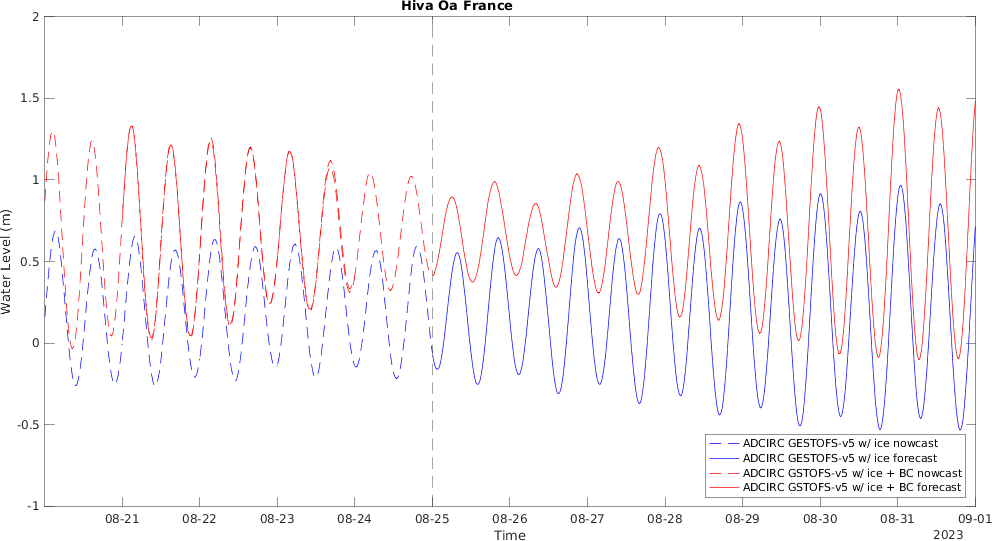 Hiva Oa France
2
1.5
1
0.5
0
-0.5
-1
Water Level (m)
ADCIRC GESTOFS-v5 w/ ice nowcast
ADCIRC GESTOFS-v5 w/ ice forecast
ADCIRC GSTOFS-v5 w/ ice + BC nowcast
ADCIRC GSTOFS-v5 w/ ice + BC forecast
08-21 08-22 08-23 08-24 08-25 08-26 08-27 08-28 08-29 08-30 08-31 09-01
Time
2023